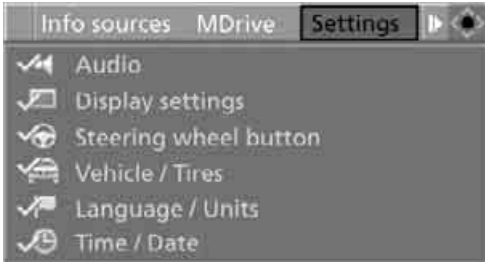 Info sources MDrive Settings
Audio
Display settings
Steering wheel button
Vehicle / Tires
Language / Units
Time / Date